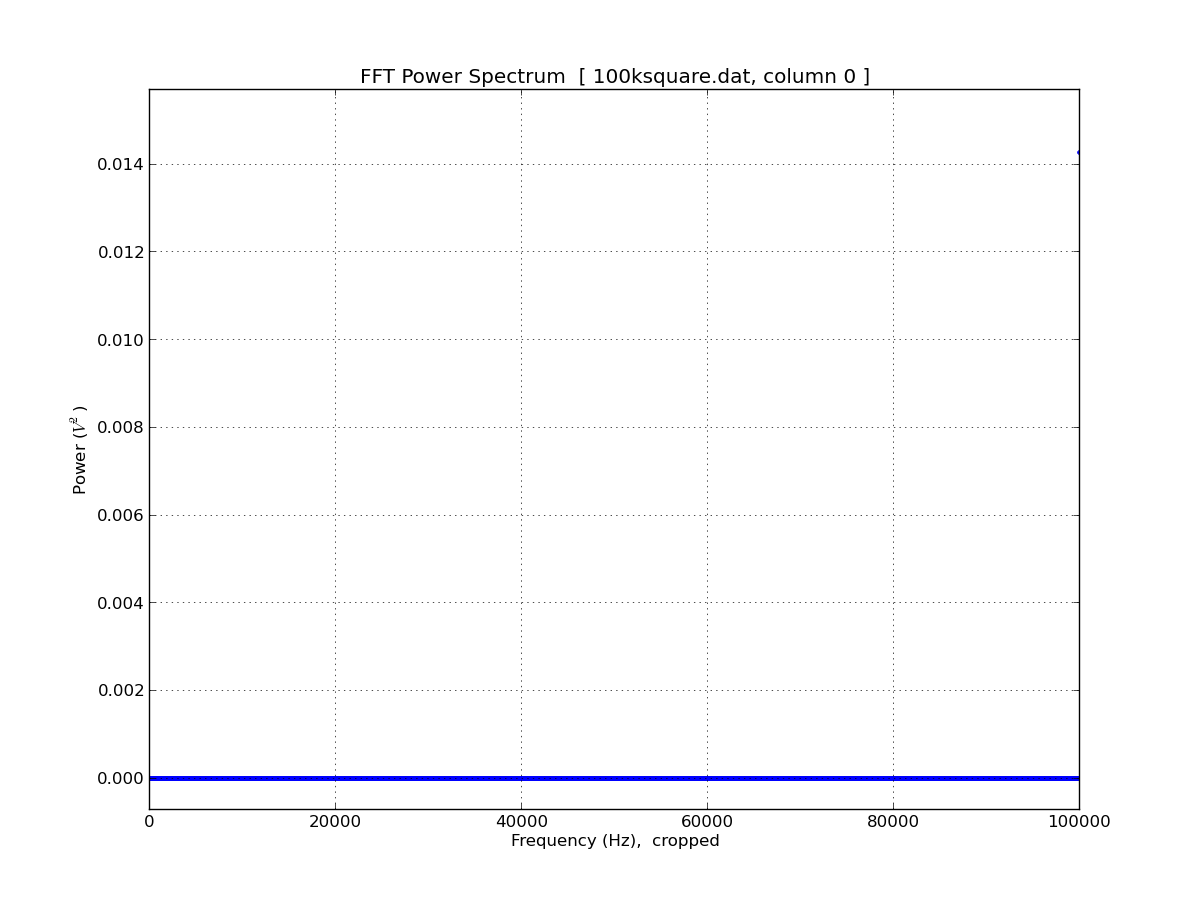 FFT Power Spectrum  [ 100ksquare.dat, column 0 ]
0.014
0.012
0.010
0.008
0.006
0.004
0.002
0.000
Power (V²)
0 20000 40000 60000 80000 100000
Frequency (Hz),  cropped